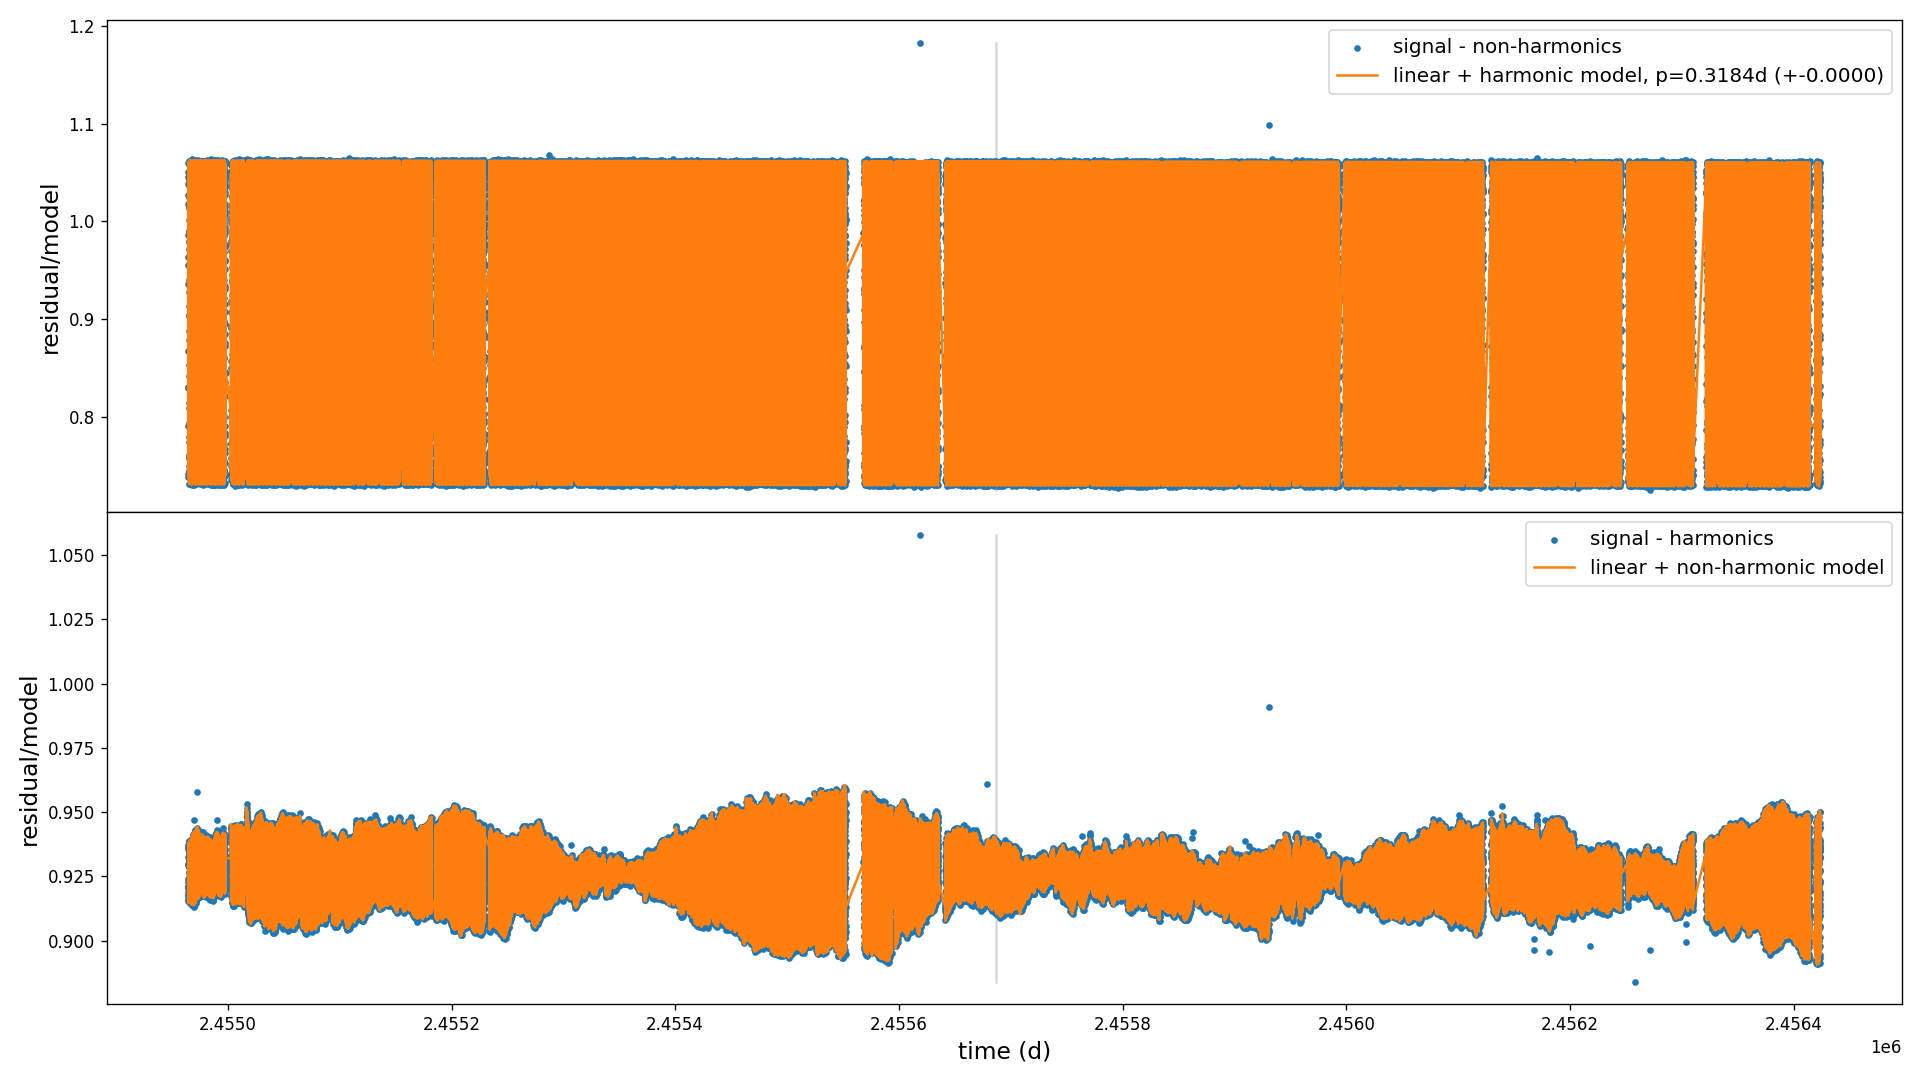 1.2
signal - non-harmonics
linear + harmonic model, p=0.3184d (+-0.0000)
1.1
1.0
0.9
0.8
residual/model
signal - harmonics
linear + non-harmonic model
1.050
1.025
1.000
0.975
0.950
0.925
0.900
residual/model
2.4550 2.4552 2.4554 2.4556 2.4558 2.4560 2.4562 2.4564
time (d)
1e6